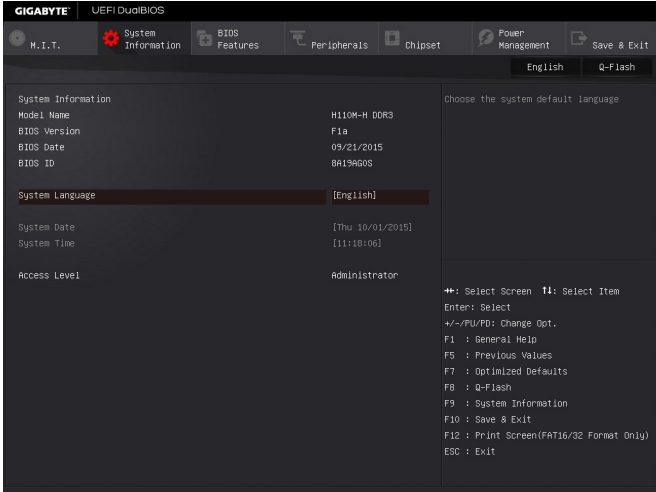 GIGABYTE™ UEFI DualBIOS
M.I.T. System Information BIOS Features Peripherals Chipset Power Management Save & Exit
English Q-Flash
System Information
Model Name H110M-H DDR3
BIOS Version F1a
BIOS Date 09/21/2015
BIOS ID 8A19AG0S
System Language [English]
System Date [Thu 10/01/2015]
System Time [11:18:06]
Access Level Administrator
Choose the system default language
→←: Select Screen ↑↓: Select Item
Enter: Select
+/-/PU/PD: Change Opt.
F1 : General Help
F5 : Previous Values
F7 : Optimized Defaults
F8 : Q-Flash
F9 : System Information
F10 : Save & Exit
F12 : Print Screen(FAT16/32 Format Only)
ESC : Exit